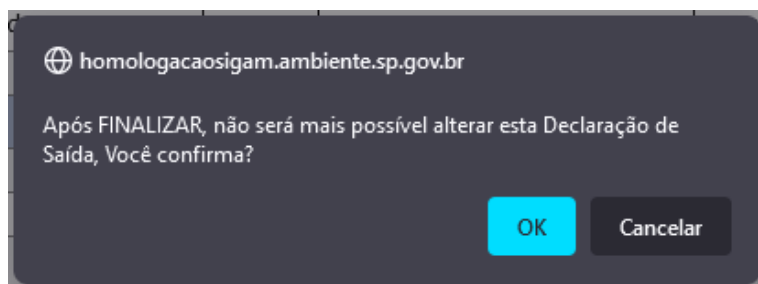 homologacaosigam.ambiente.sp.gov.br
Após FINALIZAR, não será mais possível alterar esta Declaração de
Saída, Você confirma?
OK
Cancelar